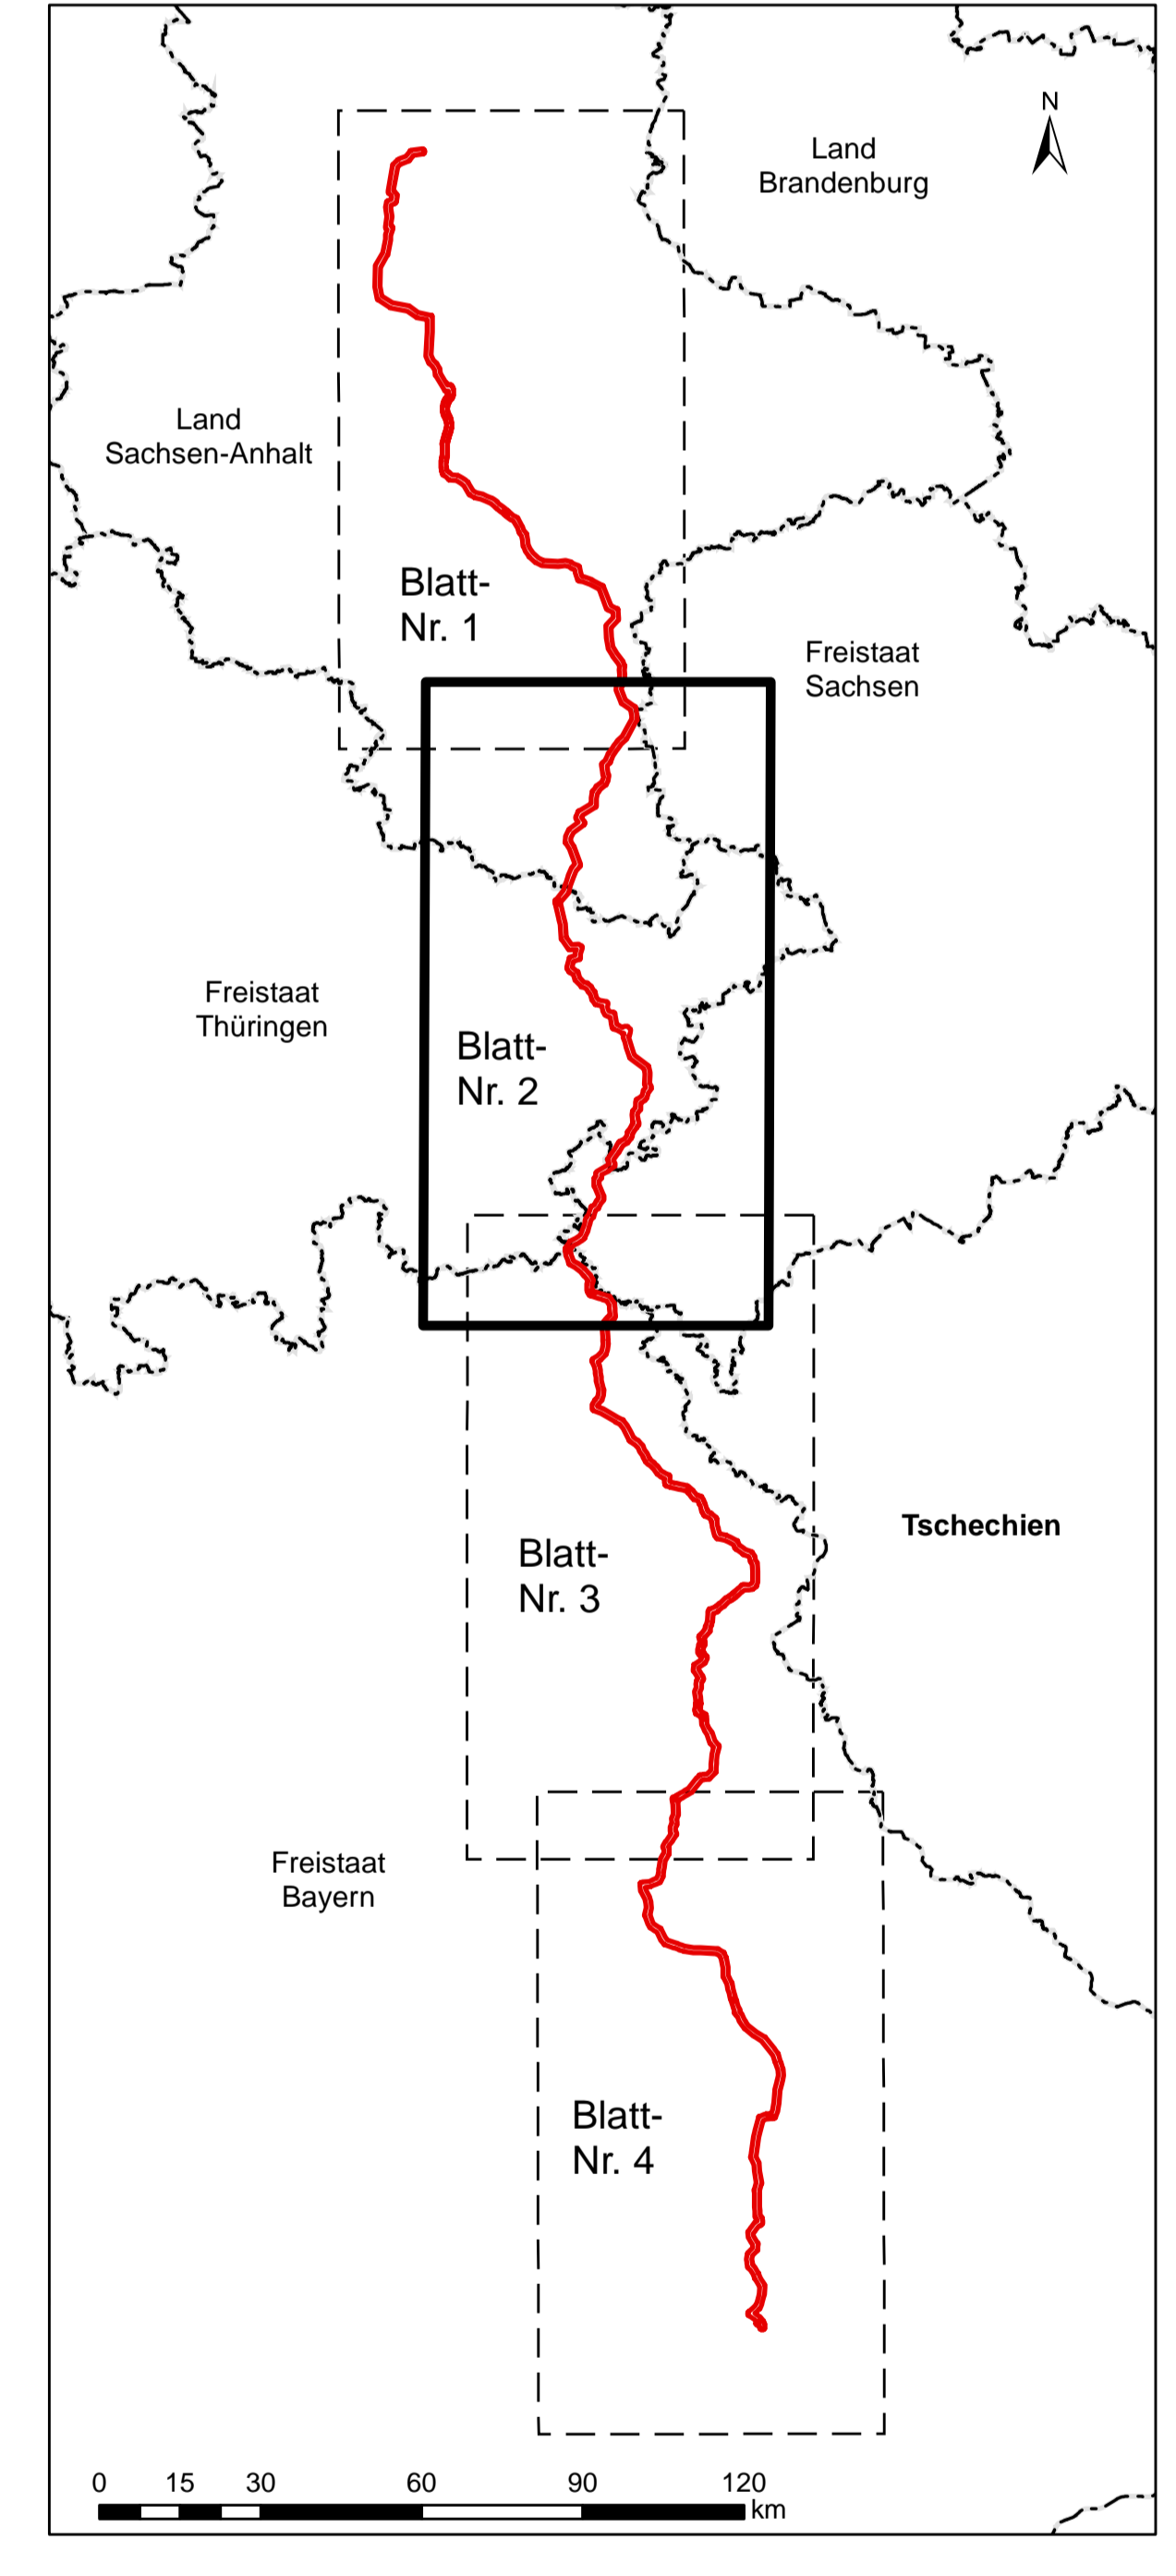 N
Land
Brandenburg
Land
Sachsen-Anhalt
Blatt-
Nr. 1
Freistaat
Sachsen
Freistaat
Thüringen
Blatt-
Nr. 2
Tschechien
Blatt-
Nr. 3
Freistaat
Bayern
Blatt-
Nr. 4
0 15 30 60 90 120
km